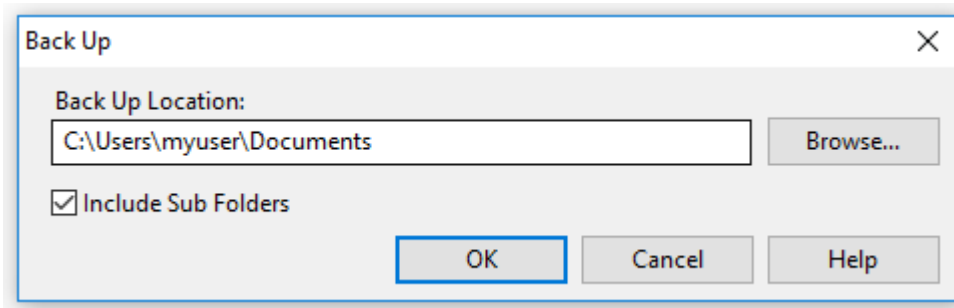 Back Up
Back Up Location:
C:\Users\myuser\Documents
Browse...
Include Sub Folders
OK
Cancel
Help